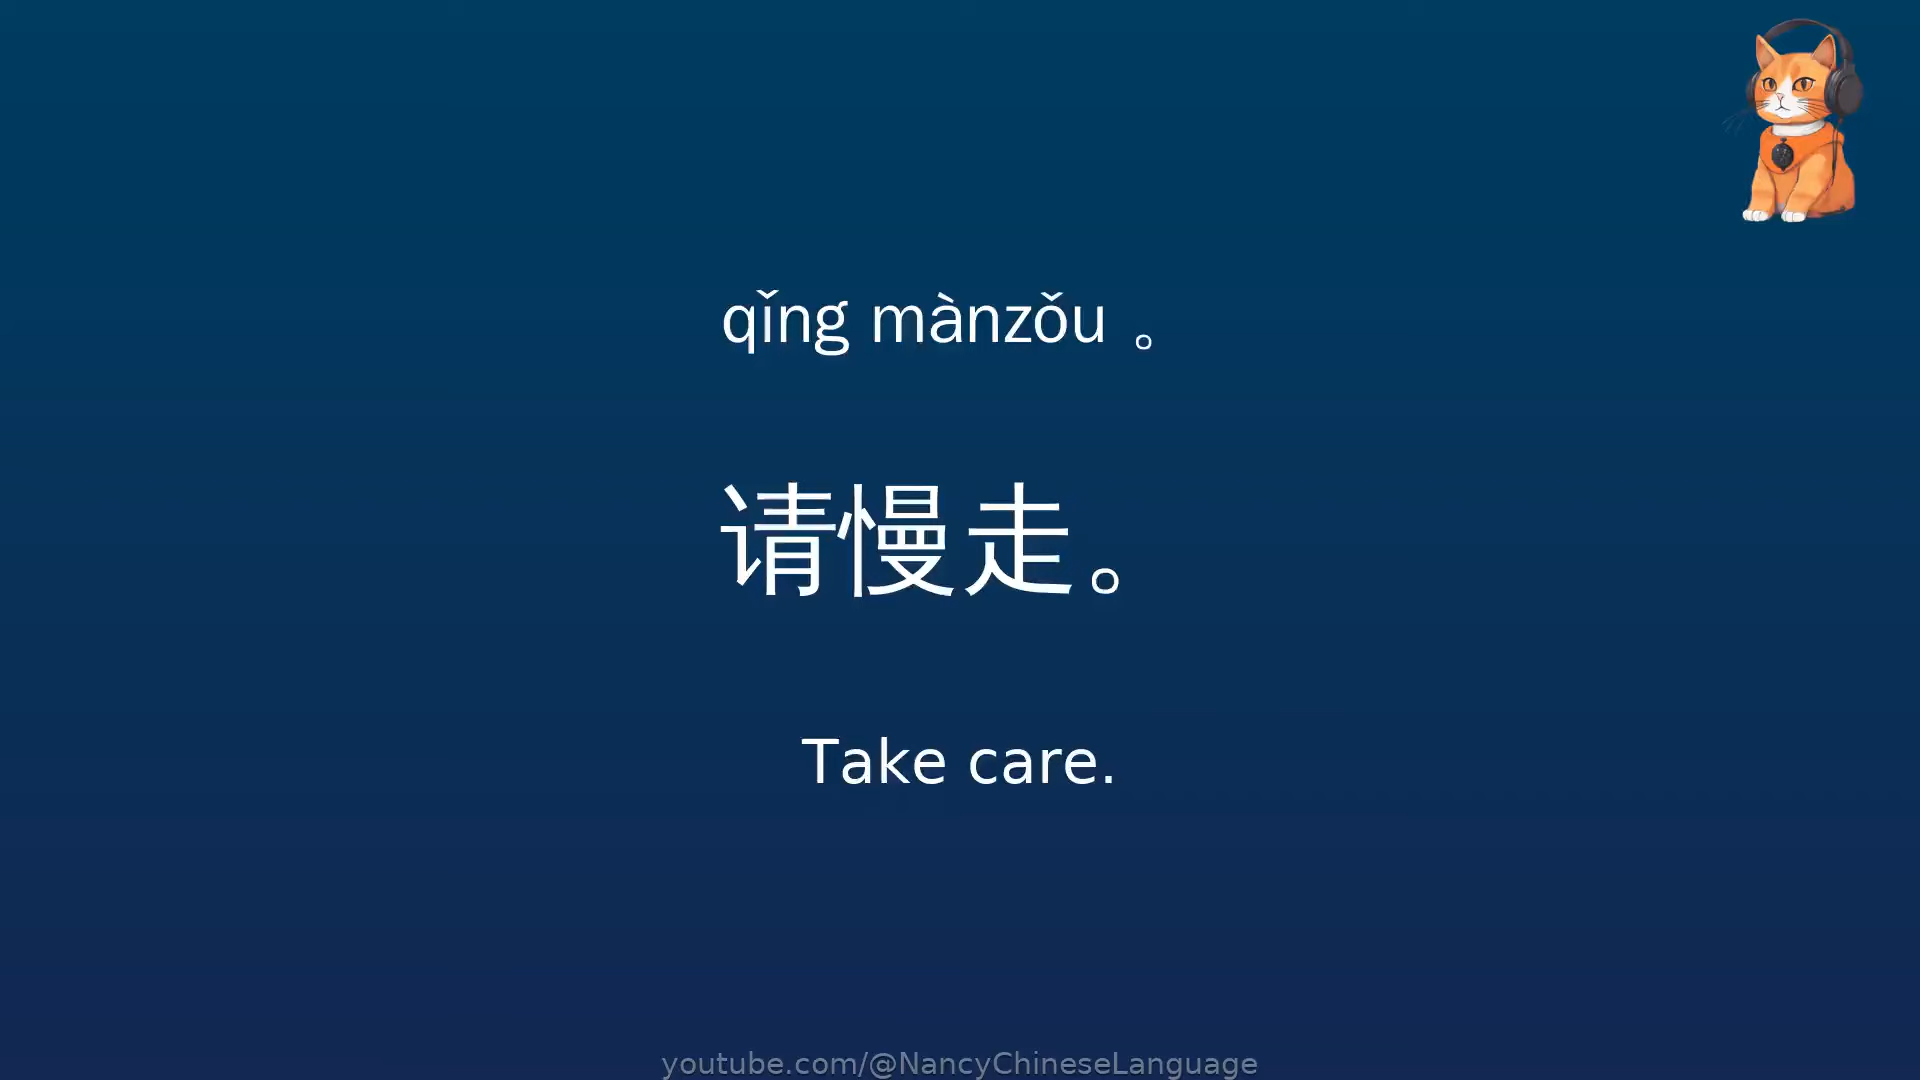 qǐng mànzǒu 。
请慢走。
Take care.
youtube.com/@NancyChineseLanguage